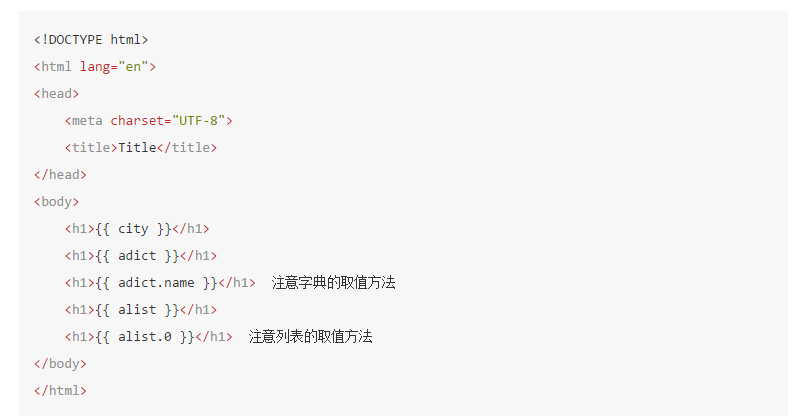 <!DOCTYPE html>
<html lang="en">
<head>
    <meta charset="UTF-8">
    <title>Title</title>
</head>
<body>
    <h1>{{ city }}</h1>
    <h1>{{ adict }}</h1>
    <h1>{{ adict.name }}</h1>  注意字典的取值方法
    <h1>{{ alist }}</h1>
    <h1>{{ alist.0 }}</h1>  注意列表的取值方法
</body>
</html>